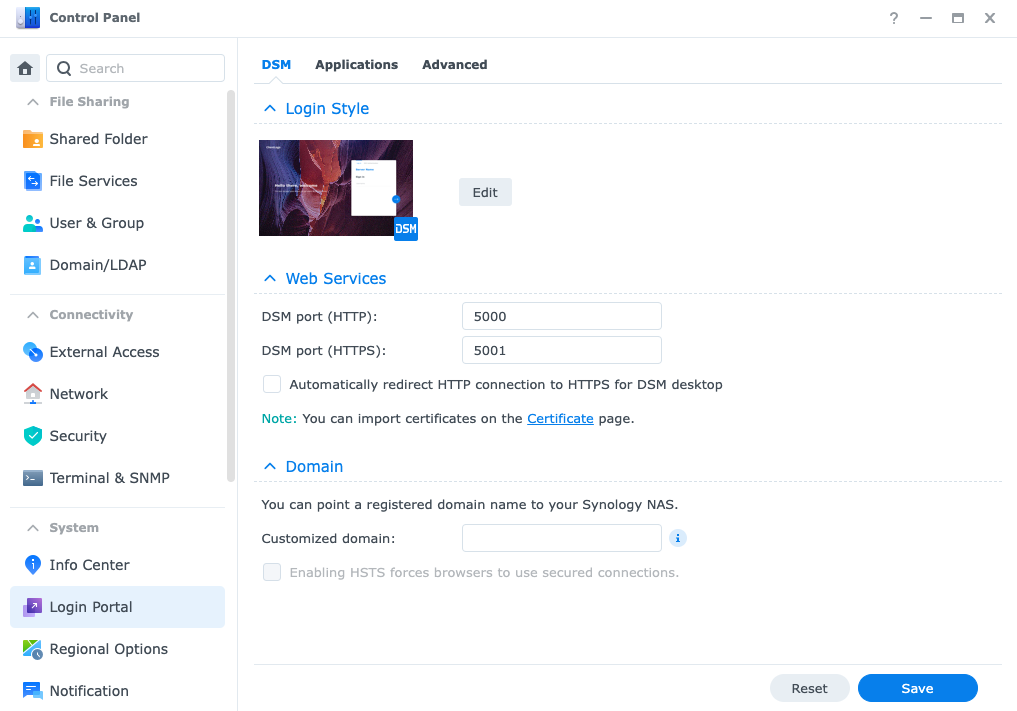 Control Panel
?
Search
File Sharing
Shared Folder
File Services
User & Group
Domain/LDAP
Connectivity
External Access
Network
Security
Terminal & SNMP
System
Info Center
Login Portal
Regional Options
Notification
DSM Applications Advanced
Login Style
DSM
Edit
Web Services
DSM port (HTTP): 5000
DSM port (HTTPS): 5001
Automatically redirect HTTP connection to HTTPS for DSM desktop
Note: You can import certificates on the Certificate page.
Domain
You can point a registered domain name to your Synology NAS.
Customized domain:
Enabling HSTS forces browsers to use secured connections.
Reset Save